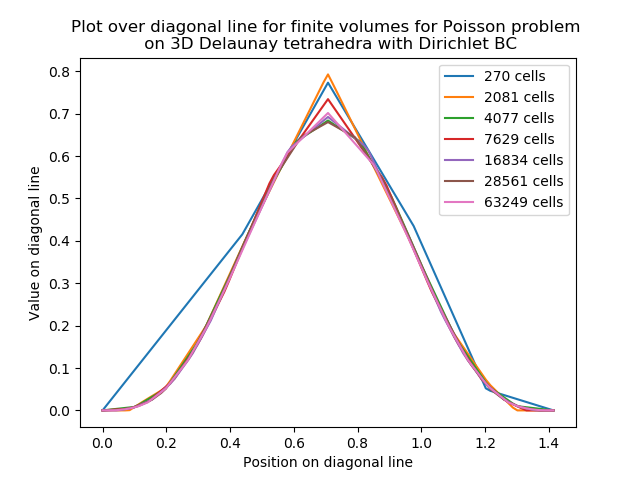 Plot over diagonal line for finite volumes for Poisson problem
on 3D Delaunay tetrahedra with Dirichlet BC
270 cells
2081 cells
4077 cells
7629 cells
16834 cells
28561 cells
63249 cells
Value on diagonal line
0.8
0.7
0.6
0.5
0.4
0.3
0.2
0.1
0.0
0.0 0.2 0.4 0.6 0.8 1.0 1.2 1.4
Position on diagonal line